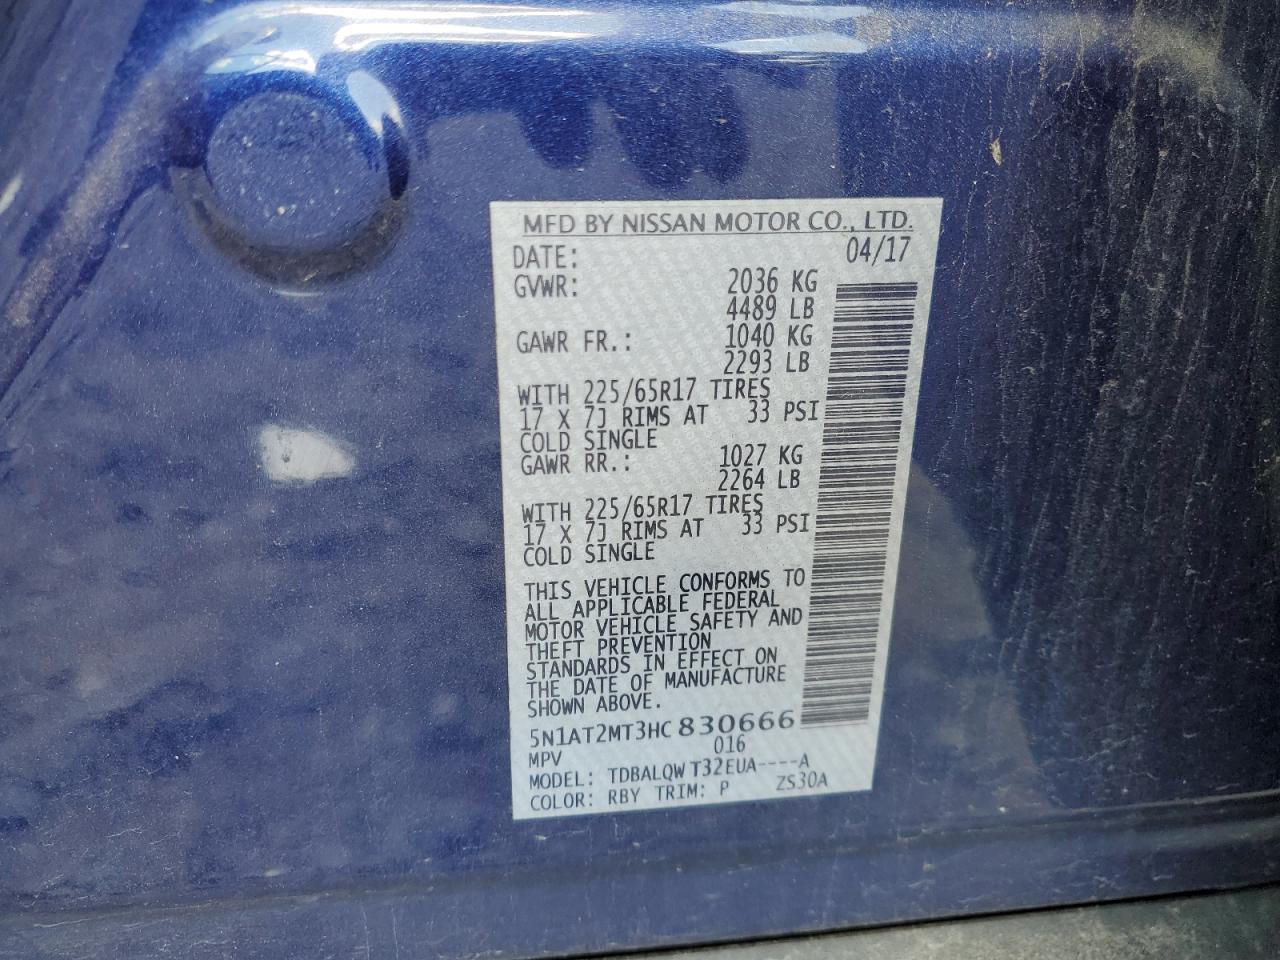 MFD BY NISSAN MOTOR CO., LTD.
DATE: 04/17
GVWR: 2036 KG
4489 LB
GAWR FR.: 1040 KG
2293 LB
WITH 225/65R17 TIRES
17 X 7J RIMS AT 33 PSI
COLD SINGLE
GAWR RR.: 1027 KG
2264 LB
WITH 225/65R17 TIRES
17 X 7J RIMS AT 33 PSI
COLD SINGLE
THIS VEHICLE CONFORMS TO
ALL APPLICABLE FEDERAL
MOTOR VEHICLE SAFETY AND
THEFT PREVENTION
STANDARDS IN EFFECT ON
THE DATE OF MANUFACTURE
SHOWN ABOVE.
5N1AT2MT3HC830666
MPV 016
MODEL: TDBALQWT32EUA----A
COLOR: RBY TRIM: P ZS30A